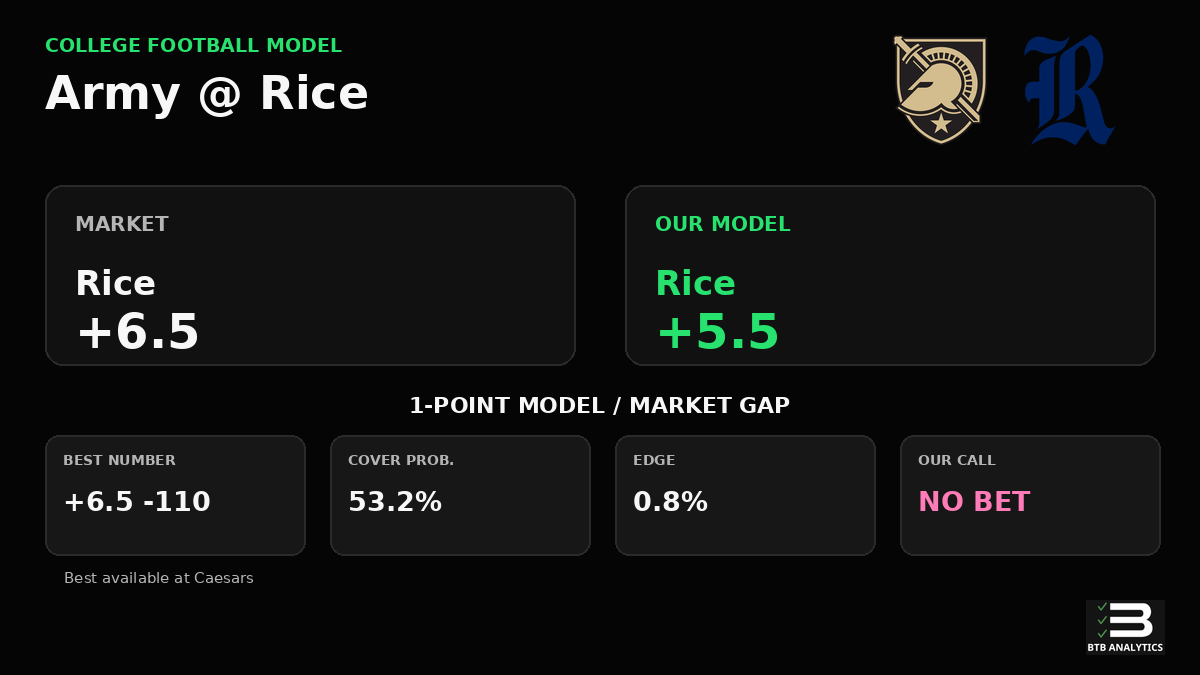 COLLEGE FOOTBALL MODEL
Army @ Rice
R
MARKET
Rice
+6.5
OUR MODEL
Rice
+5.5
1-POINT MODEL / MARKET GAP
BEST NUMBER
+6.5 -110
COVER PROB.
53.2%
EDGE
0.8%
OUR CALL
NO BET
Best available at Caesars
B
BTB ANALYTICS